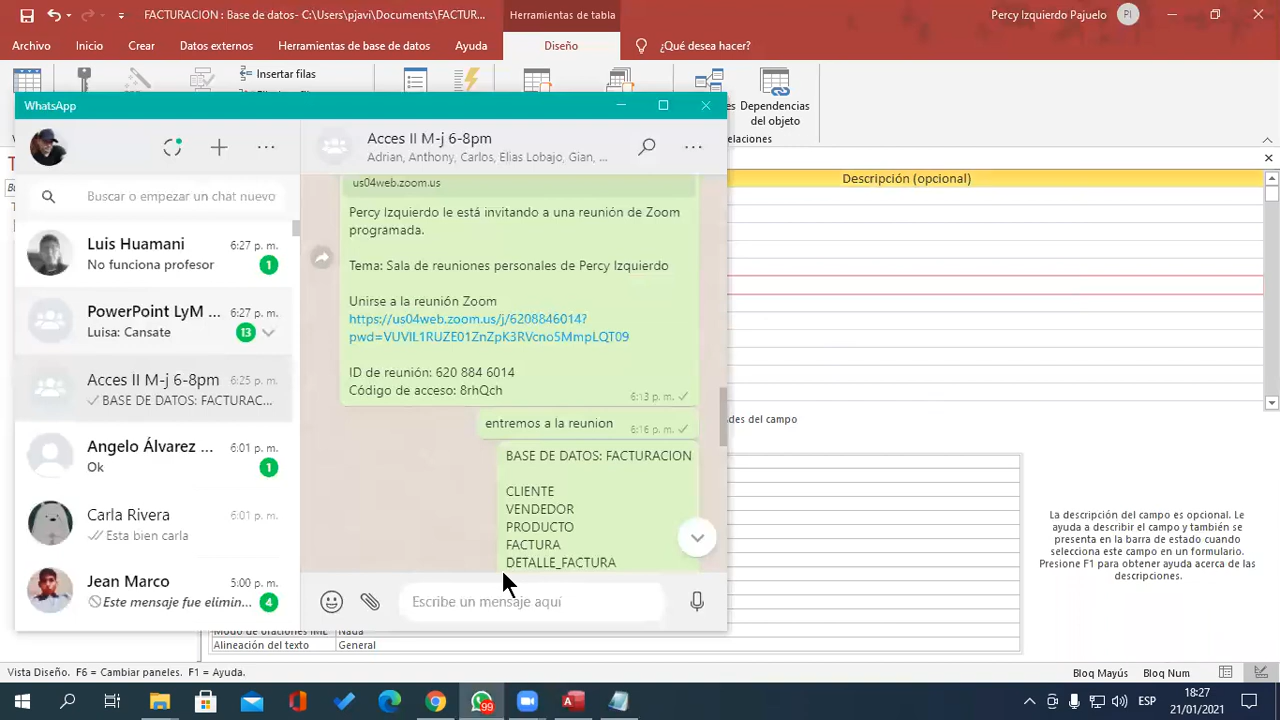 FACTURACION : Base de datos- C:\Users\pjavi\Documents\FACTUR...
Herramientas de tabla
Percy Izquierdo Pajuelo
PI
Archivo
Inicio
Crear
Datos externos
Herramientas de base de datos
Ayuda
Diseño
¿Qué desea hacer?
Insertar filas
Dependencias
del objeto
WhatsApp
Acces II M-j 6-8pm
Adrian, Anthony, Carlos, Elias Lobajo, Gian, ...
Descripción (opcional)
Buscar o empezar un chat nuevo
Luis Huamani
6:27 p. m.
No funciona profesor
1
PowerPoint LyM ...
6:27 p. m.
Luisa: Cansate
13
Acces II M-j 6-8pm
6:25 p. m.
BASE DE DATOS: FACTURAC...
Angelo Álvarez ...
6:01 p. m.
Ok
1
Carla Rivera
6:01 p. m.
Esta bien carla
Jean Marco
5:00 p. m.
Este mensaje fue elimin...
4
us04web.zoom.us
Percy Izquierdo le está invitando a una reunión de Zoom
programada.
Tema: Sala de reuniones personales de Percy Izquierdo
Unirse a la reunión Zoom
https://us04web.zoom.us/j/6208846014?
pwd=VUVIL1RUZE01ZnZpK3RVcno5MmpLQT09
ID de reunión: 620 884 6014
Código de acceso: 8rhQch
6:13 p. m.
entremos a la reunion
6:16 p. m.
BASE DE DATOS: FACTURACION
CLIENTE
VENDEDOR
PRODUCTO
FACTURA
DETALLE_FACTURA
Escribe un mensaje aquí
des del campo
La descripción del campo es opcional. Le
ayuda a describir el campo y también se
presenta en la barra de estado cuando
selecciona este campo en un formulario.
Presione F1 para obtener ayuda acerca de las
descripciones.
Modo de oraciones IME
Nada
Alineación del texto
General
Vista Diseño. F6 = Cambiar paneles. F1 = Ayuda.
Bloq Mayús
Bloq Num
99
ESP
18:27
21/01/2021